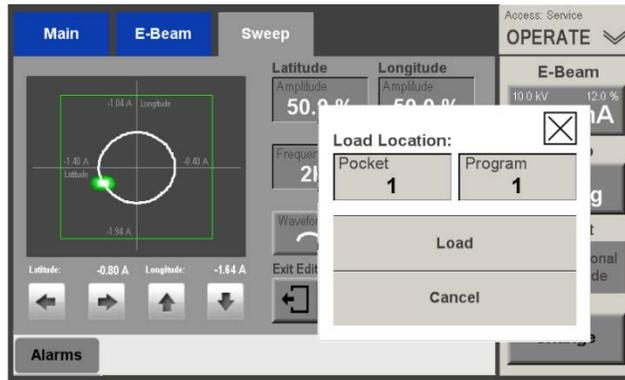 Main
E-Beam
Sweep
Access: Service
OPERATE
Latitude
Longitude
E-Beam
Amplitude
Amplitude
10.0 kV
12.0 %
-1.04 A
Longitude
-1.40 A
-0.40 A
Latitude
-1.94 A
Load Location:
Pocket
1
Program
1
Load
Cancel
Latitude:
-0.80 A
Longitude:
-1.64 A
Alarms